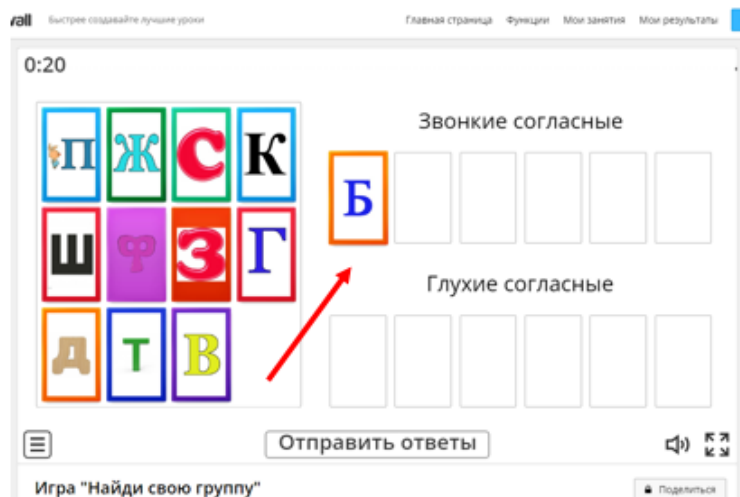 wall Быстрее создавайте лучшие уроки Главная страница Функции Мои занятия Мои результаты
0:20
П Ж С К
Звонкие согласные
Б
Ш Ф З Г
Глухие согласные
Д Т В
Отправить ответы
Игра "Найди свою группу"
Поделиться